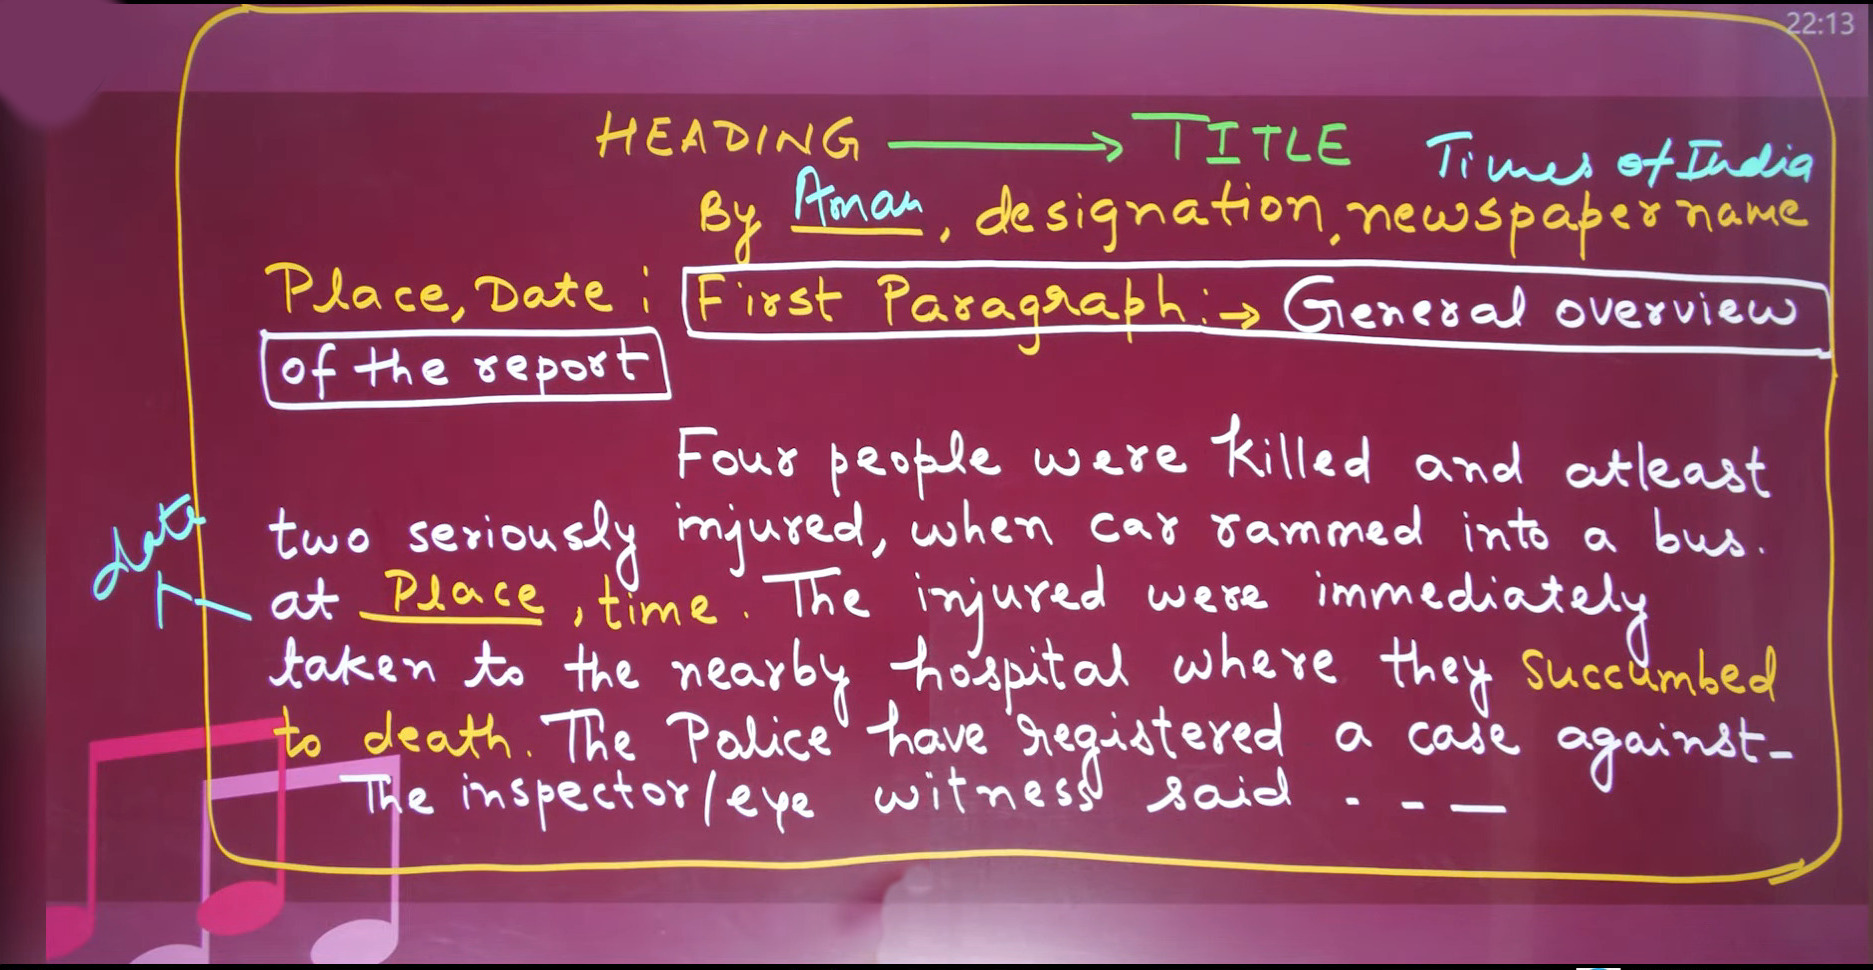 22:13
HEADING → TITLE Times of India
By Aman, designation, newspaper name
Place, Date : First Paragraph :→ General overview
of the report
Four people were killed and atleast
two seriously injured, when car rammed into a bus.
date
at Place, time. The injured were immediately
taken to the nearby hospital where they succumbed
to death. The Police have registered a case against-
The inspector/eye witness said - - —